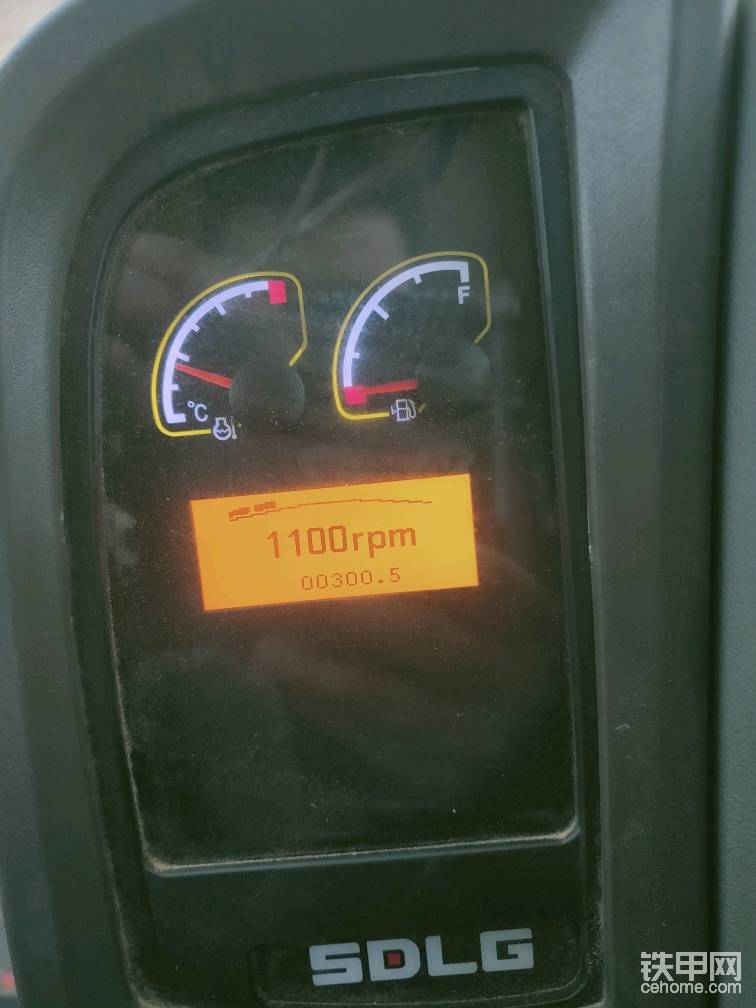 F
°C
1100rpm
00300.5
SDLG
铁甲网
cehome.com